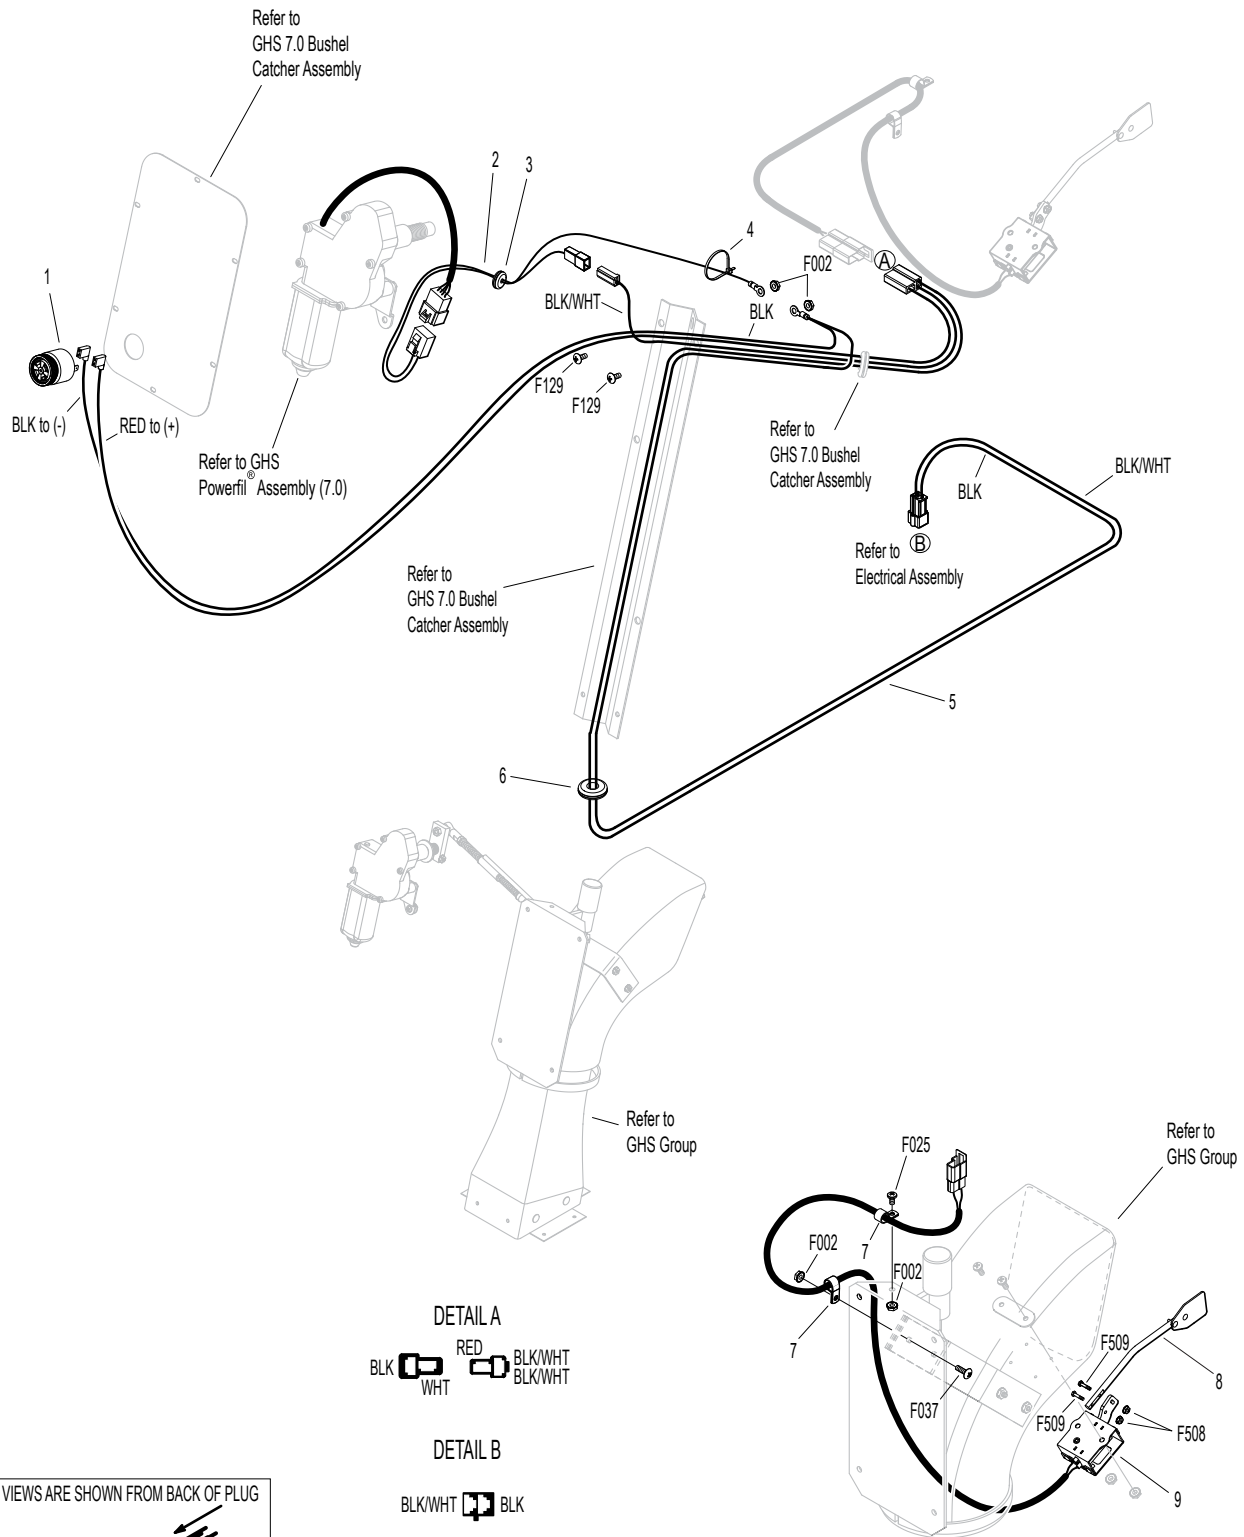 Refer to
GHS 7.0 Bushel
Catcher Assembly
1
2
3
4
F002
A
BLK/WHT
BLK
F129
F129
BLK to (-)
RED to (+)
Refer to GHS
Powerfil® Assembly (7.0)
Refer to
GHS 7.0 Bushel
Catcher Assembly
BLK/WHT
BLK
B
Refer to
Electrical Assembly
Refer to
GHS 7.0 Bushel
Catcher Assembly
5
6
Refer to
GHS Group
Refer to
GHS Group
F025
7
F002
F002
7
F037
F509
F509
8
F508
9
DETAIL A
BLK
WHT
RED
BLK/WHT
BLK/WHT
DETAIL B
BLK/WHT
BLK
VIEWS ARE SHOWN FROM BACK OF PLUG